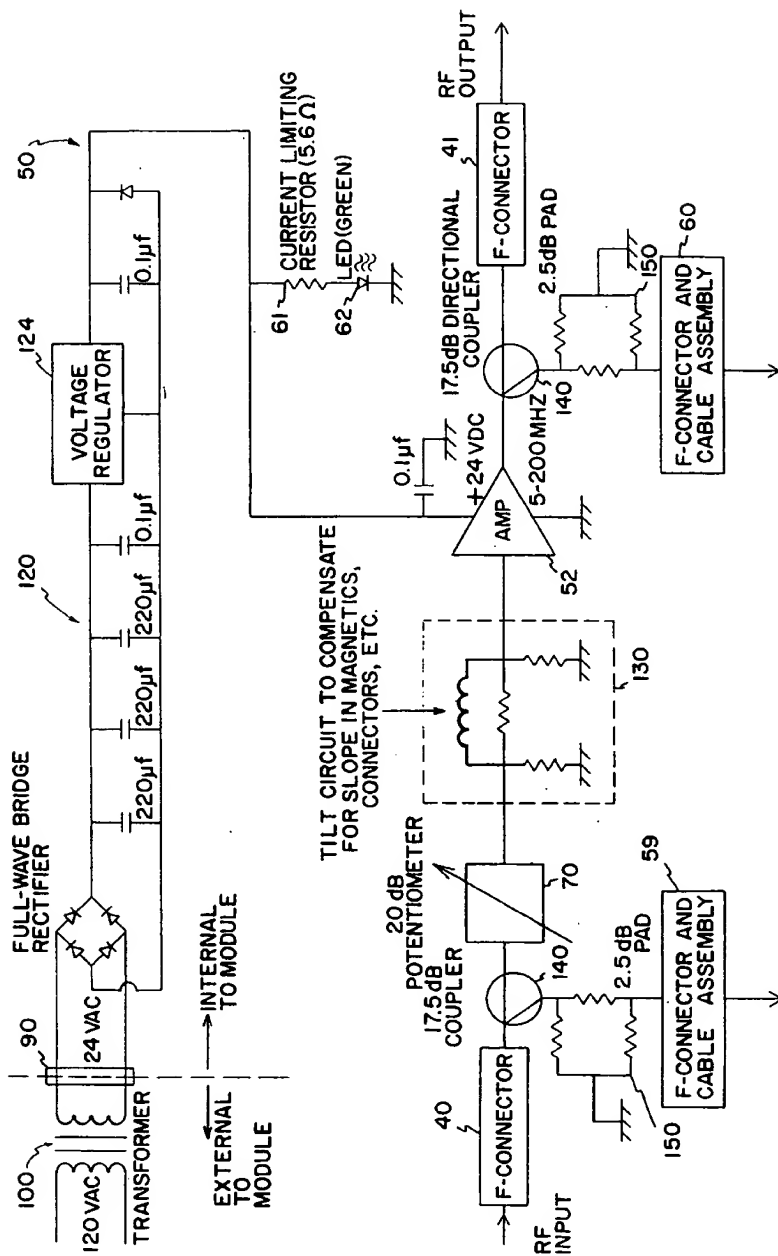 100
120VAC
TRANSFORMER
90
24 VAC
EXTERNAL
TO
MODULE
INTERNAL
TO MODULE
FULL-WAVE BRIDGE
RECTIFIER
220µf
220µf
220µf
0.1µf
120
124
VOLTAGE
REGULATOR
0.1µf
50
61
CURRENT LIMITING
RESISTOR (5.6 Ω)
62
LED(GREEN)
RF
INPUT
40
F-CONNECTOR
17.5dB
COUPLER
140
20 dB
POTENTIOMETER
70
2.5dB
PAD
150
59
F-CONNECTOR AND
CABLE ASSEMBLY
TILT CIRCUIT TO COMPENSATE
FOR SLOPE IN MAGNETICS,
CONNECTORS, ETC.
130
0.1µf
+24 VDC
AMP
52
5-200MHZ
17.5dB DIRECTIONAL
COUPLER
140
2.5dB PAD
150
60
F-CONNECTOR AND
CABLE ASSEMBLY
41
F-CONNECTOR
RF
OUTPUT